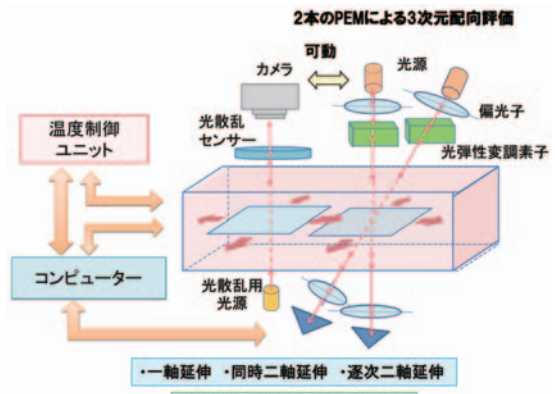 2本のPEMによる3次元配向評価
可動
カメラ
光源
光散乱
センサー
偏光子
光弾性変調素子
温度制御
ユニット
コンピューター
光散乱用
光源
・一軸延伸 ・同時二軸延伸 ・逐次二軸延伸